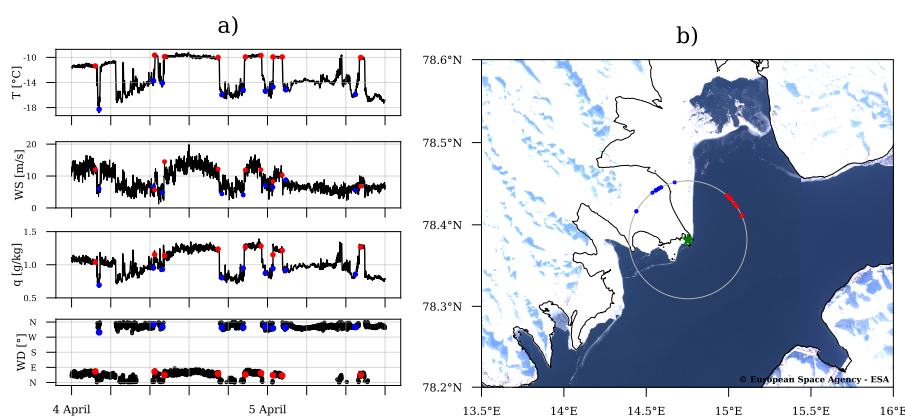 a)
-10
-14
-18
T [°C]
20
10
0
WS [m/s]
1.5
1.0
0.5
q [g/kg]
N
W
S
E
N
WD [°]
4 April
5 April
b)
78.6°N
78.5°N
78.4°N
78.3°N
78.2°N
© European Space Agency - ESA
13.5°E
14°E
14.5°E
15°E
15.5°E
16°E